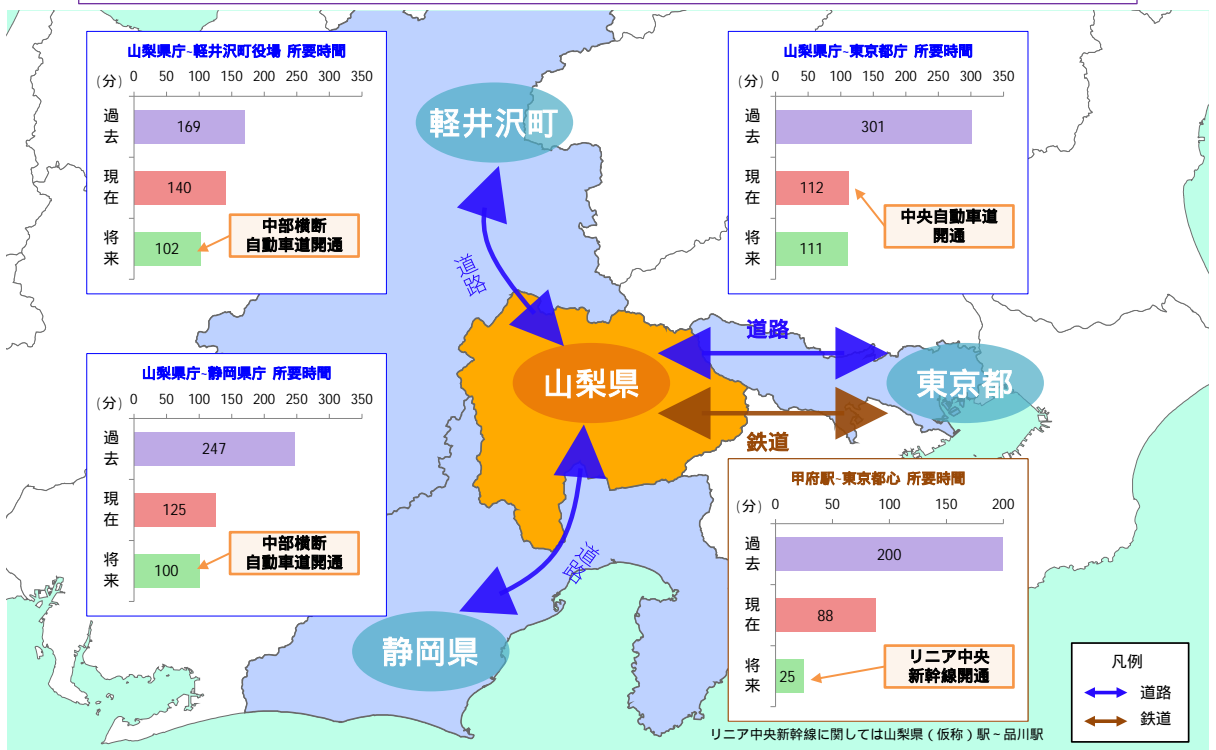 山梨県庁~軽井沢町役場 所要時間
(分)
0 50 100 150 200 250 300 350
過去
169
現在
140
将来
102
中部横断
自動車道開通
山梨県庁~東京都庁 所要時間
(分)
0 50 100 150 200 250 300 350
過去
301
現在
112
将来
111
中央自動車道
開通
軽井沢町
道路
道路
山梨県
東京都
鉄道
道路
静岡県
山梨県庁~静岡県庁 所要時間
(分)
0 50 100 150 200 250 300 350
過去
247
現在
125
将来
100
中部横断
自動車道開通
甲府駅~東京都心 所要時間
(分)
0 50 100 150 200
過去
200
現在
88
将来
25
リニア中央
新幹線開通
リニア中央新幹線に関しては山梨県(仮称)駅~品川駅
凡例
道路
鉄道